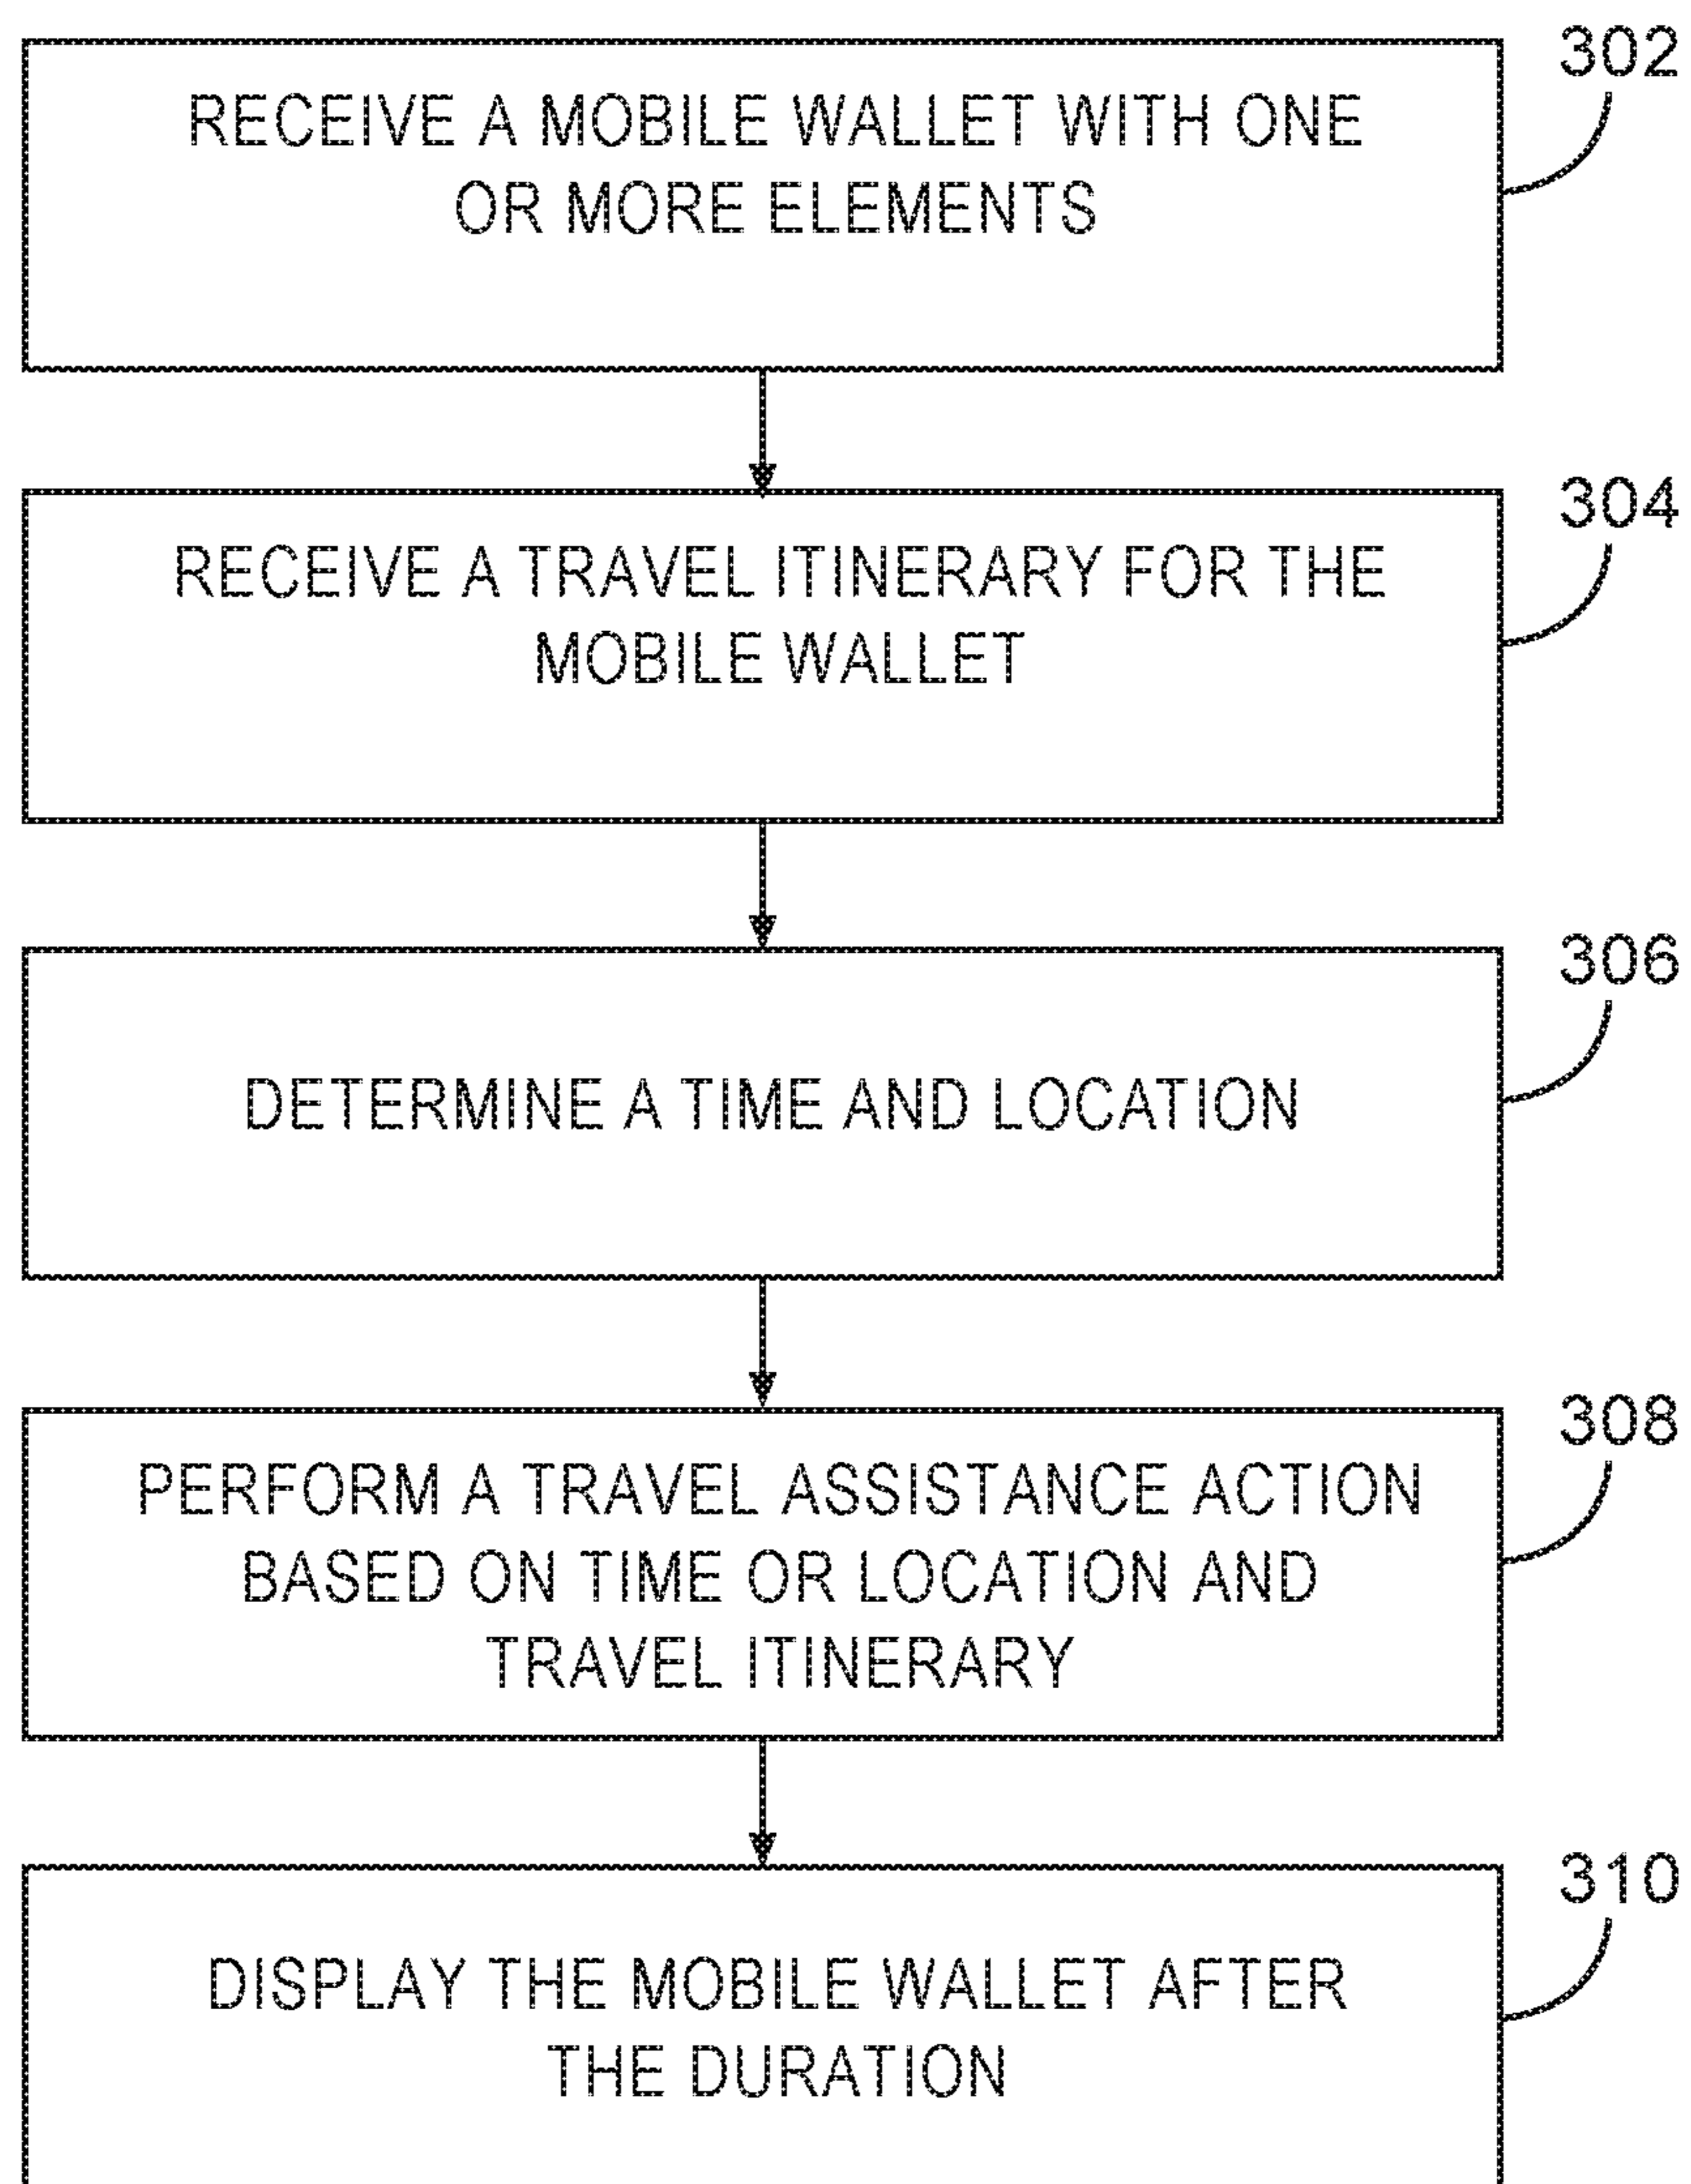 302
RECEIVE A MOBILE WALLET WITH ONE
OR MORE ELEMENTS
304
RECEIVE A TRAVEL ITINERARY FOR THE
MOBILE WALLET
306
DETERMINE A TIME AND LOCATION
308
PERFORM A TRAVEL ASSISTANCE ACTION
BASED ON TIME OR LOCATION AND
TRAVEL ITINERARY
310
DISPLAY THE MOBILE WALLET AFTER
THE DURATION